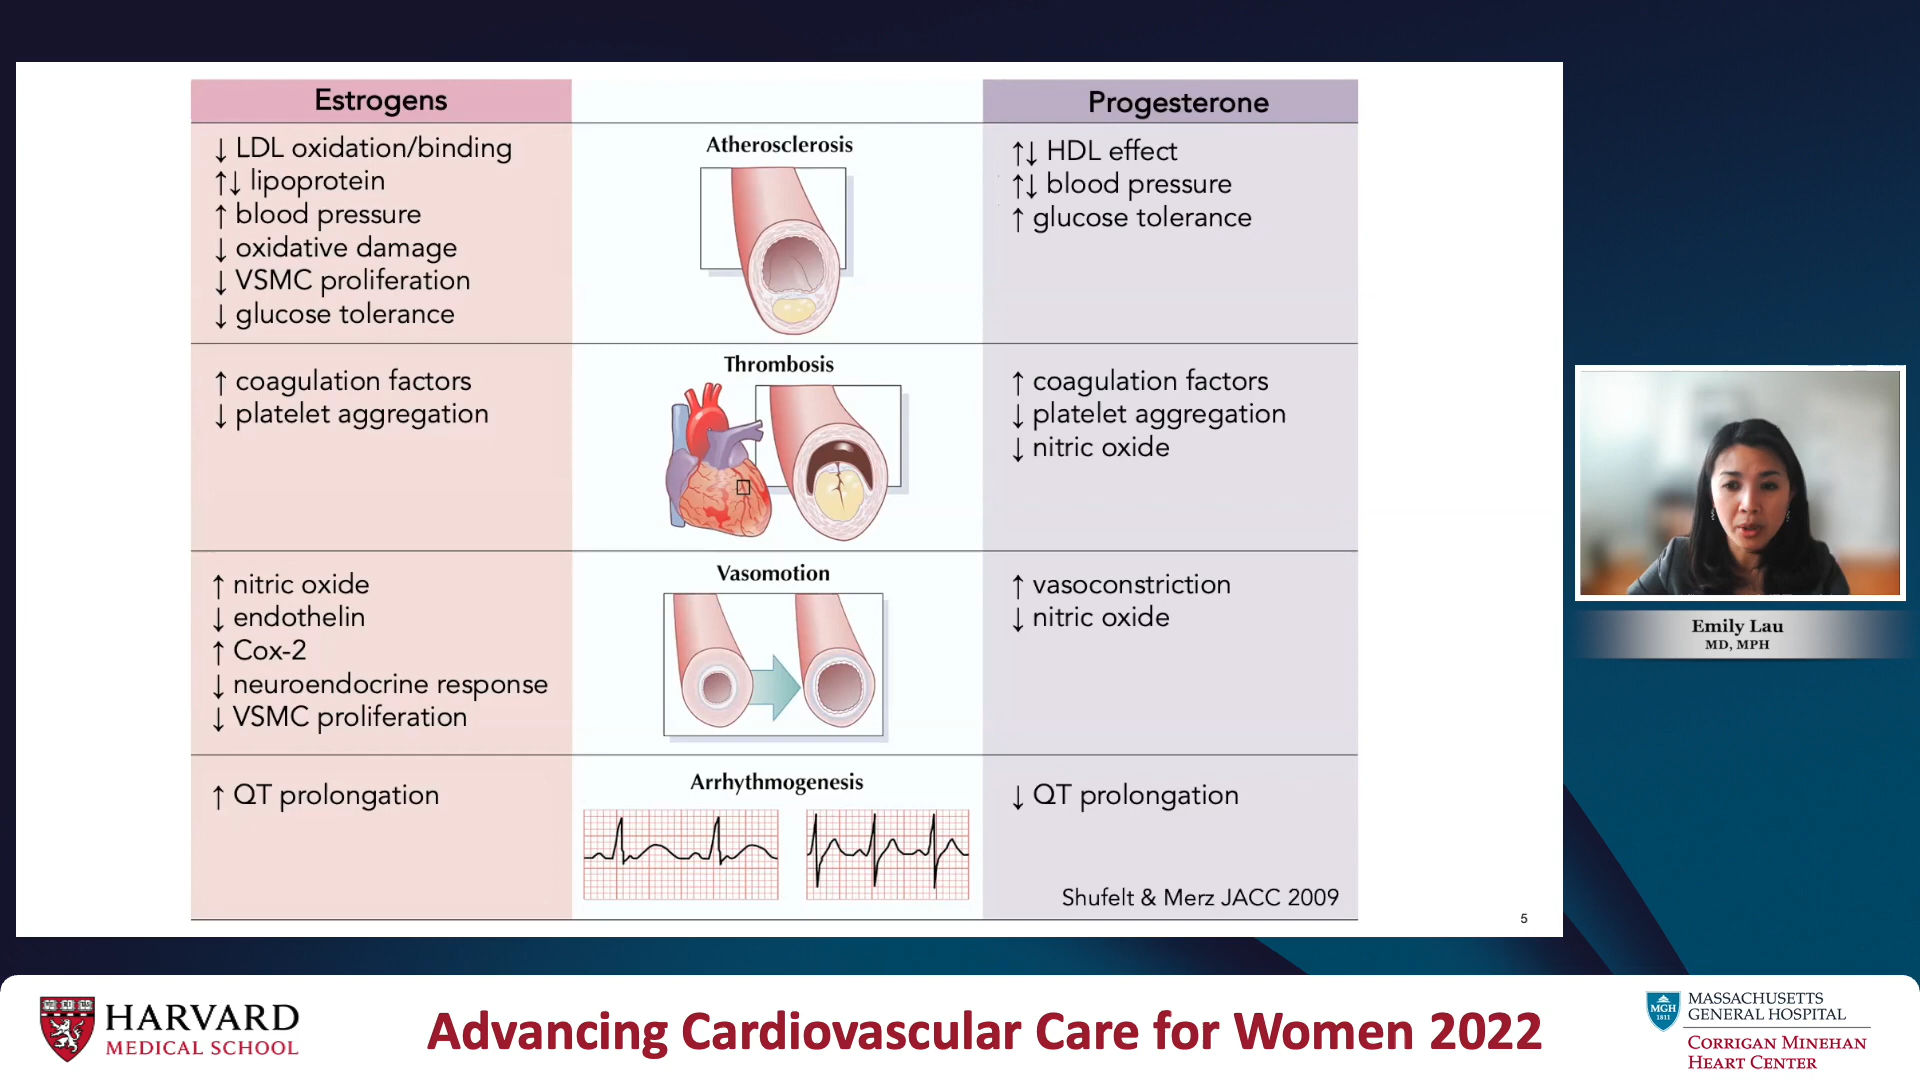 Estrogens
Progesterone
↓ LDL oxidation/binding
↑↓ lipoprotein
↑ blood pressure
↓ oxidative damage
↓ VSMC proliferation
↓ glucose tolerance
Atherosclerosis
↑↓ HDL effect
↑↓ blood pressure
↑ glucose tolerance
↑ coagulation factors
↓ platelet aggregation
Thrombosis
↑ coagulation factors
↓ platelet aggregation
↓ nitric oxide
↑ nitric oxide
↓ endothelin
↑ Cox-2
↓ neuroendocrine response
↓ VSMC proliferation
Vasomotion
↑ vasoconstriction
↓ nitric oxide
↑ QT prolongation
Arrhythmogenesis
↓ QT prolongation
Shufelt & Merz JACC 2009
5
Emily Lau
MD, MPH
HARVARD
MEDICAL SCHOOL
Advancing Cardiovascular Care for Women 2022
MGH
1811
MASSACHUSETTS
GENERAL HOSPITAL
CORRIGAN MINEHAN
HEART CENTER